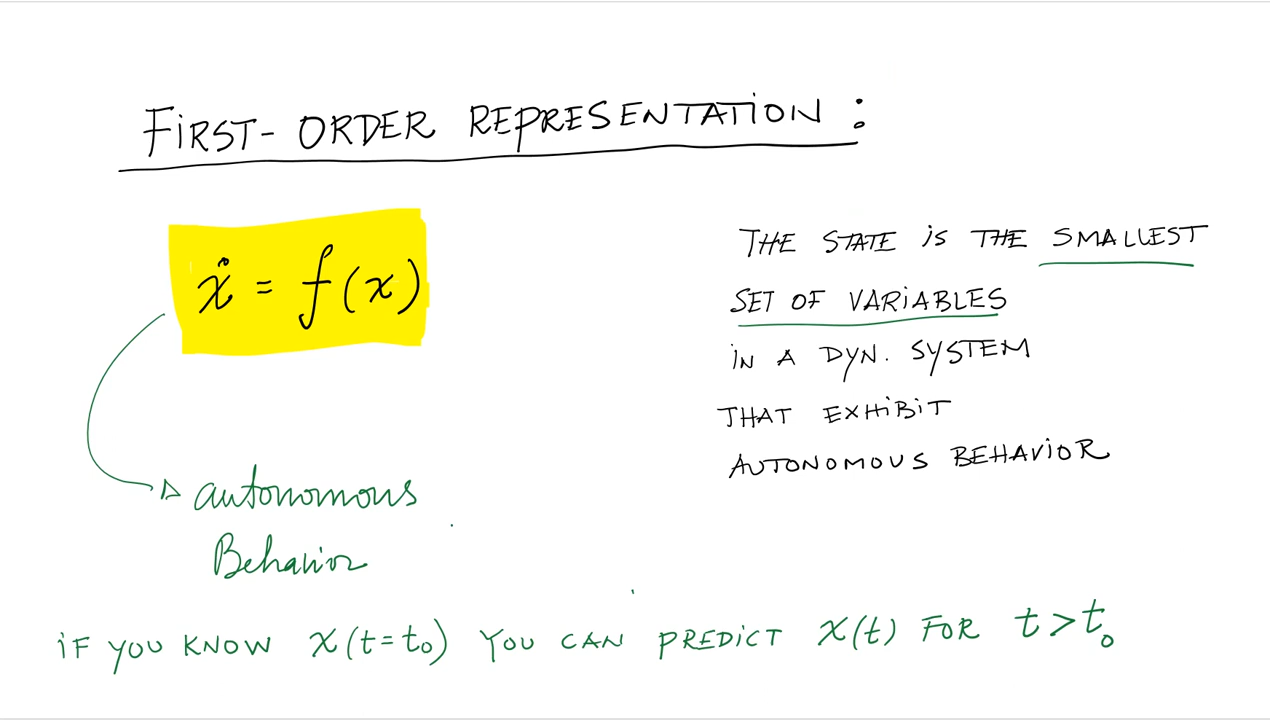 FIRST-ORDER REPRESENTATION:
ẋ = f(x)
THE STATE IS THE SMALLEST
SET OF VARIABLES
IN A DYN. SYSTEM
THAT EXHIBIT
AUTONOMOUS BEHAVIOR
autonomous
Behavior
IF YOU KNOW x(t=t₀) YOU CAN PREDICT x(t) FOR t>t₀